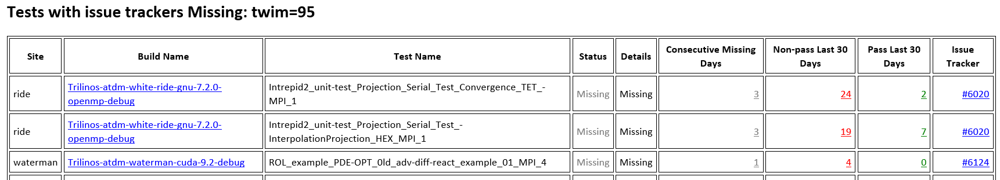 Tests with issue trackers Missing: twim=95
Site Build Name Test Name Status Details Consecutive Missing Days Non-pass Last 30 Days Pass Last 30 Days Issue Tracker
ride Trilinos-atdm-white-ride-gnu-7.2.0-openmp-debug Intrepid2_unit-test_Projection_Serial_Test_Convergence_TET_-MPI_1 Missing Missing 3 24 2 #6020
ride Trilinos-atdm-white-ride-gnu-7.2.0-openmp-debug Intrepid2_unit-test_Projection_Serial_Test_-InterpolationProjection_HEX_MPI_1 Missing Missing 3 19 7 #6020
waterman Trilinos-atdm-waterman-cuda-9.2-debug ROL_example_PDE-OPT_0ld_adv-diff-react_example_01_MPI_4 Missing Missing 1 4 0 #6124